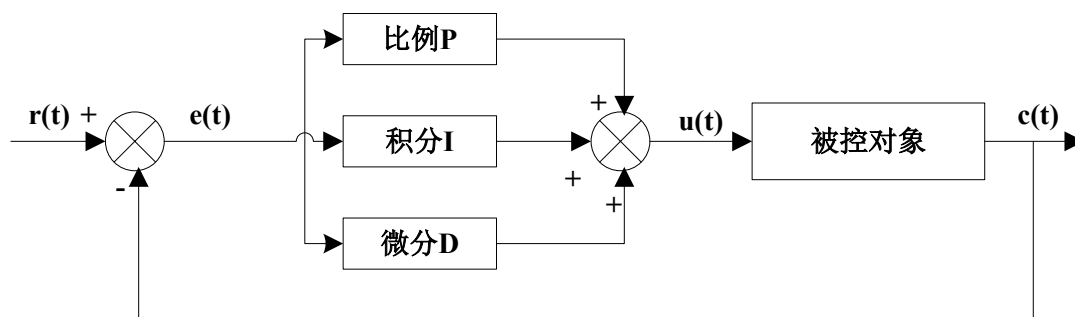 比例P
r(t) + e(t) 积分I + u(t) 被控对象 c(t)
-
+
+
微分D